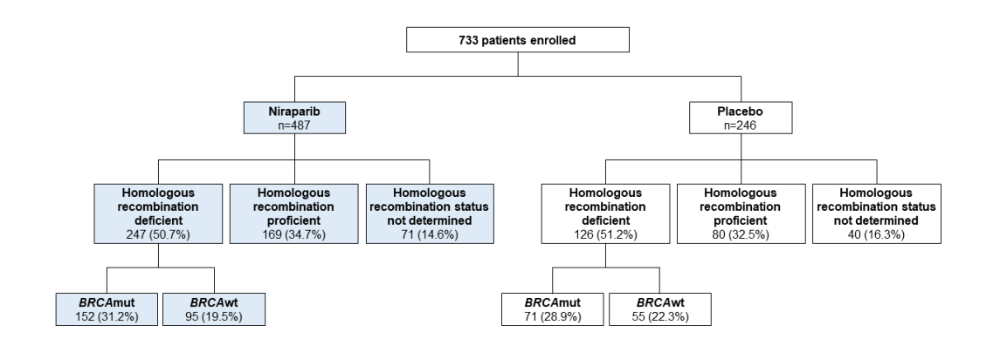 733 patients enrolled
Niraparib
n=487
Placebo
n=246
Homologous
recombination
deficient
247 (50.7%)
Homologous
recombination
proficient
169 (34.7%)
Homologous
recombination status
not determined
71 (14.6%)
Homologous
recombination
deficient
126 (51.2%)
Homologous
recombination
proficient
80 (32.5%)
Homologous
recombination status
not determined
40 (16.3%)
BRCAmut
152 (31.2%)
BRCAwt
95 (19.5%)
BRCAmut
71 (28.9%)
BRCAwt
55 (22.3%)